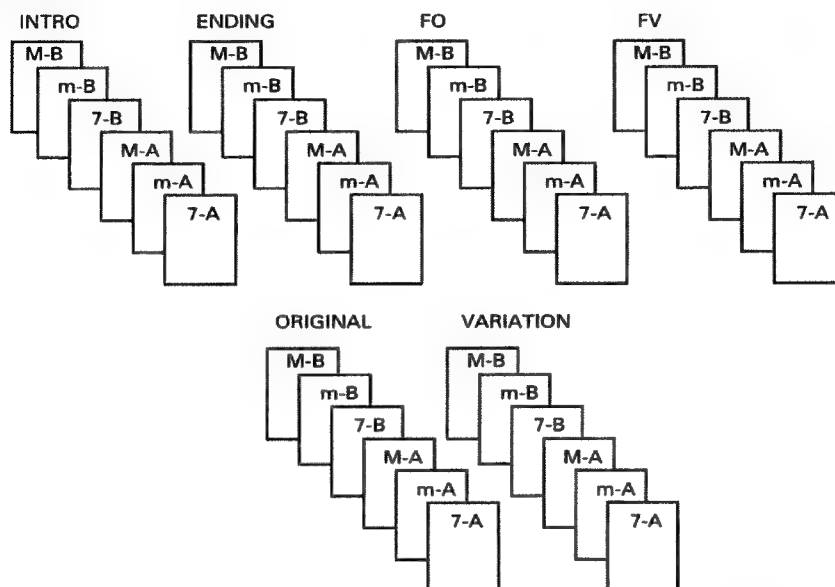 INTRO ENDING FO FV
M-B M-B M-B M-B
m-B m-B m-B m-B
7-B 7-B 7-B 7-B
M-A M-A M-A M-A
m-A m-A m-A m-A
7-A 7-A 7-A 7-A
ORIGINAL VARIATION
M-B M-B
m-B m-B
7-B 7-B
M-A M-A
m-A m-A
7-A 7-A